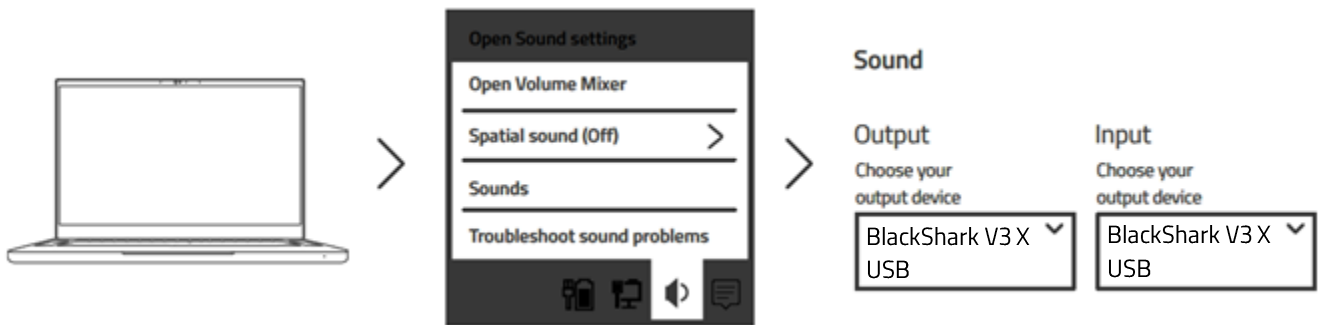 Open Sound settings
Open Volume Mixer
Spatial sound (Off)
Sounds
Troubleshoot sound problems
Sound
Output
Choose your
output device
BlackShark V3 X
USB
Input
Choose your
output device
BlackShark V3 X
USB